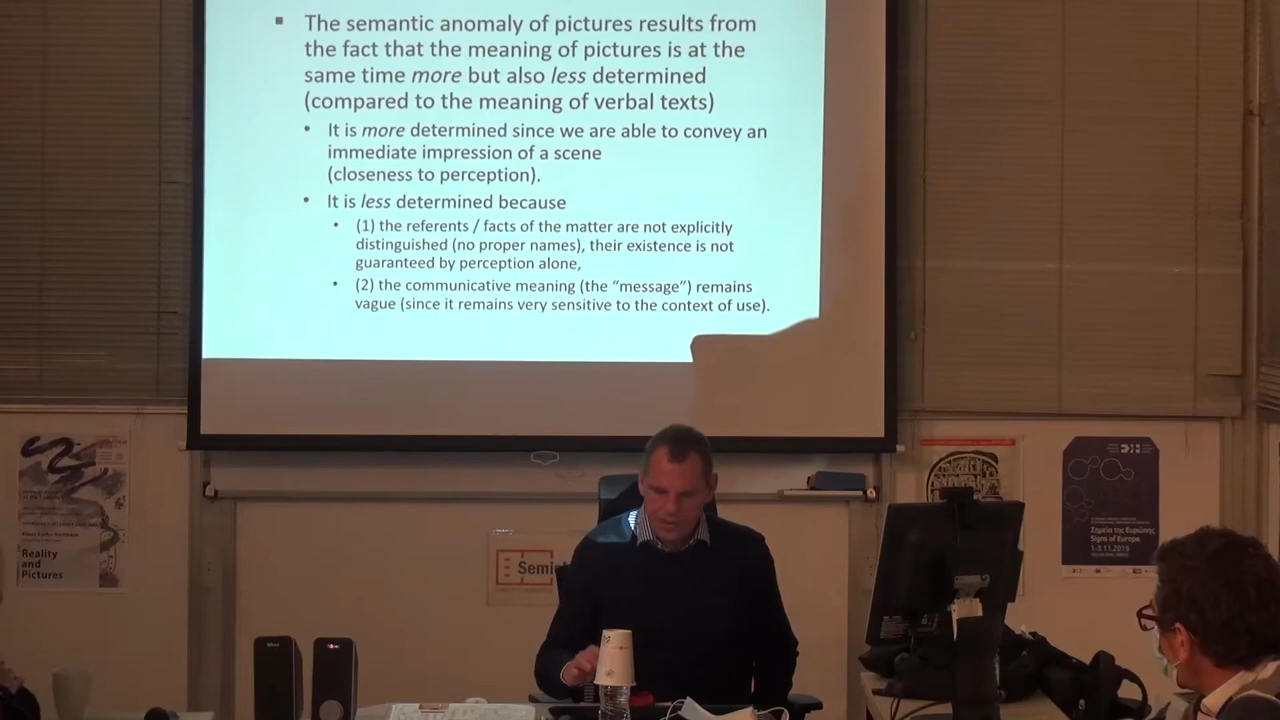 ▪ The semantic anomaly of pictures results from
the fact that the meaning of pictures is at the
same time more but also less determined
(compared to the meaning of verbal texts)
• It is more determined since we are able to convey an
immediate impression of a scene
(closeness to perception).
• It is less determined because
• (1) the referents / facts of the matter are not explicitly
distinguished (no proper names), their existence is not
guaranteed by perception alone,
• (2) the communicative meaning (the “message”) remains
vague (since it remains very sensitive to the context of use).
Reality
and
Pictures
Semi
Σημεία της Ευρώπης
Signs of Europe
1-3.11.2019